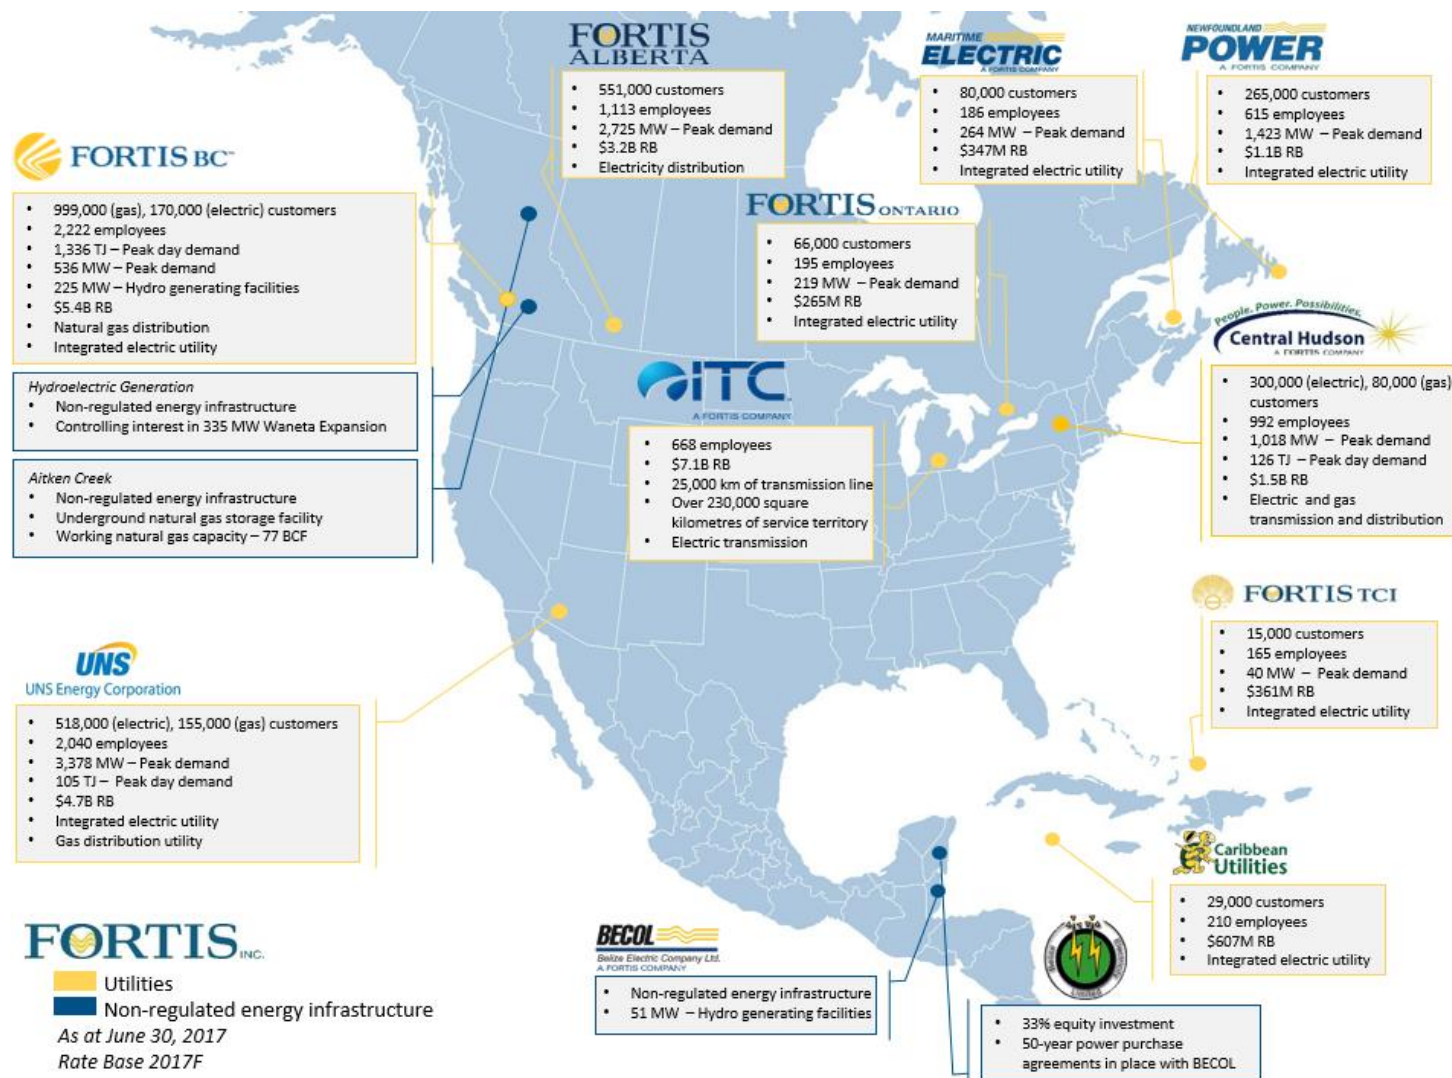 FORTIS
ALBERTA
• 551,000 customers
• 1,113 employees
• 2,725 MW – Peak demand
• $3.2B RB
• Electricity distribution
MARITIME
ELECTRIC
A FORTIS COMPANY
• 80,000 customers
• 186 employees
• 264 MW – Peak demand
• $347M RB
• Integrated electric utility
NEWFOUNDLAND
POWER
A FORTIS COMPANY
• 265,000 customers
• 615 employees
• 1,423 MW – Peak demand
• $1.1B RB
• Integrated electric utility
FORTIS BC™
• 999,000 (gas), 170,000 (electric) customers
• 2,222 employees
• 1,336 TJ – Peak day demand
• 536 MW – Peak demand
• 225 MW – Hydro generating facilities
• $5.4B RB
• Natural gas distribution
• Integrated electric utility
Hydroelectric Generation
• Non-regulated energy infrastructure
• Controlling interest in 335 MW Waneta Expansion
Aitken Creek
• Non-regulated energy infrastructure
• Underground natural gas storage facility
• Working natural gas capacity – 77 BCF
FORTIS ONTARIO
• 66,000 customers
• 195 employees
• 219 MW – Peak demand
• $265M RB
• Integrated electric utility
ITC
A FORTIS COMPANY
• 668 employees
• $7.1B RB
• 25,000 km of transmission line
• Over 230,000 square
kilometres of service territory
• Electric transmission
People. Power. Possibilities.
Central Hudson
A FORTIS COMPANY
• 300,000 (electric), 80,000 (gas)
customers
• 992 employees
• 1,018 MW – Peak demand
• 126 TJ – Peak day demand
• $1.5B RB
• Electric and gas
transmission and distribution
UNS
UNS Energy Corporation
• 518,000 (electric), 155,000 (gas) customers
• 2,040 employees
• 3,378 MW – Peak demand
• 105 TJ – Peak day demand
• $4.7B RB
• Integrated electric utility
• Gas distribution utility
FORTIS TCI
• 15,000 customers
• 165 employees
• 40 MW – Peak demand
• $361M RB
• Integrated electric utility
Caribbean
Utilities
• 29,000 customers
• 210 employees
• $607M RB
• Integrated electric utility
BECOL
Belize Electric Company Ltd.
A FORTIS COMPANY
• Non-regulated energy infrastructure
• 51 MW – Hydro generating facilities
Belize Electricity
Limited
• 33% equity investment
• 50-year power purchase
agreements in place with BECOL
FORTIS INC.
Utilities
Non-regulated energy infrastructure
As at June 30, 2017
Rate Base 2017F